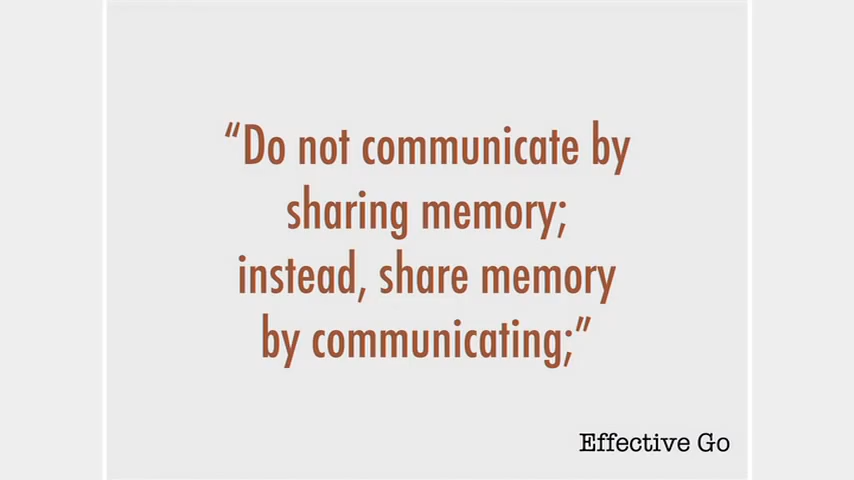 “Do not communicate by
sharing memory;
instead, share memory
by communicating;”
Effective Go